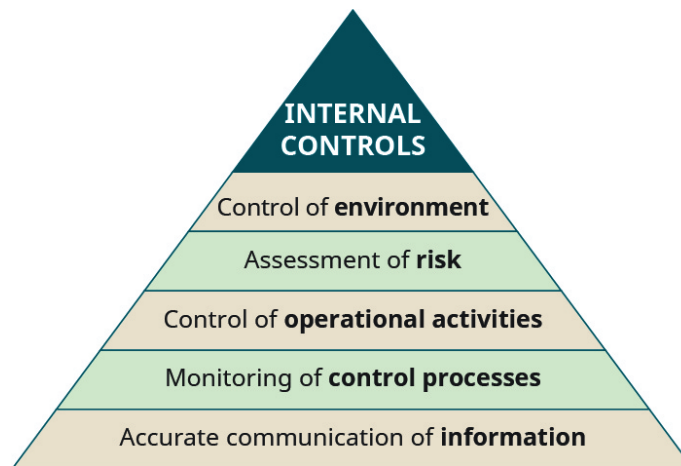 INTERNAL
CONTROLS
Control of environment
Assessment of risk
Control of operational activities
Monitoring of control processes
Accurate communication of information